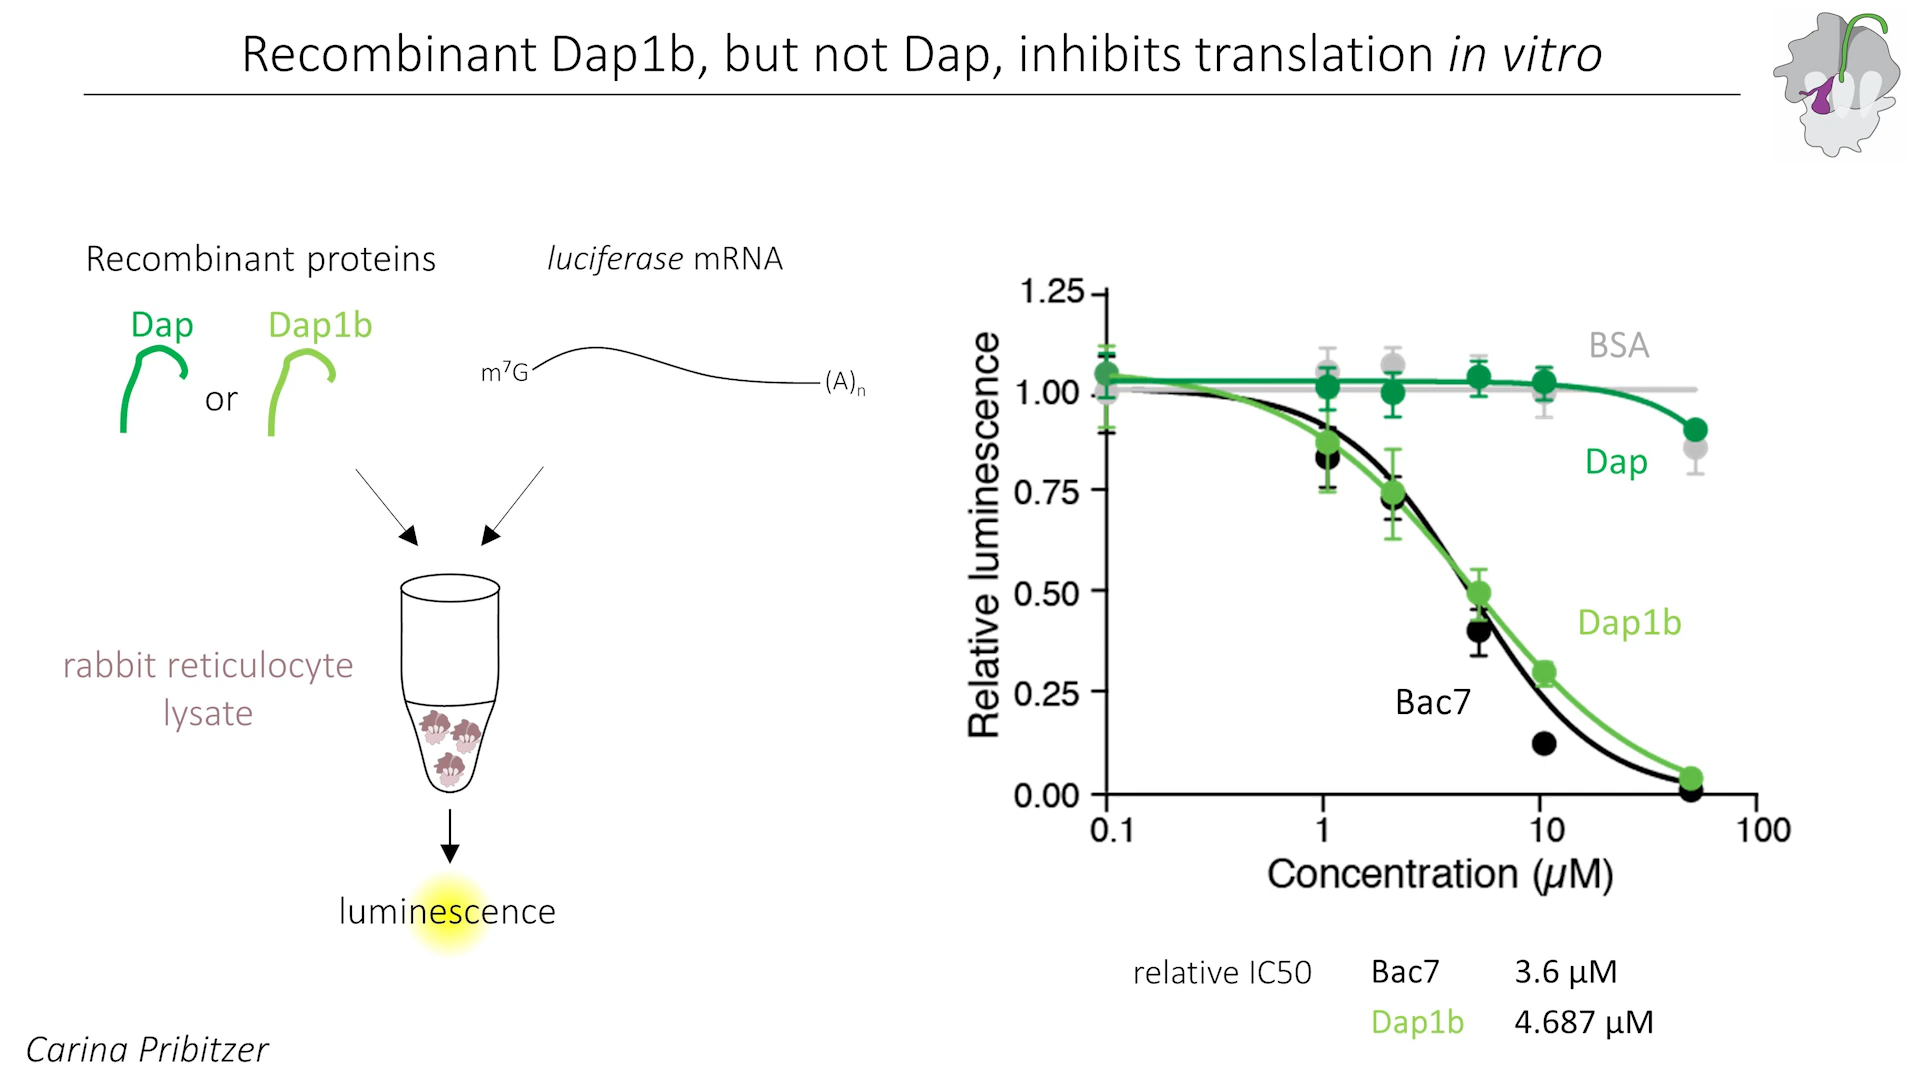 Recombinant Dap1b, but not Dap, inhibits translation in vitro
Recombinant proteins
luciferase mRNA
Dap
Dap1b
or
m⁷G
(A)ₙ
rabbit reticulocyte
lysate
luminescence
Relative luminescence
1.25
1.00
0.75
0.50
0.25
0.00
0.1
1
10
100
Concentration (µM)
BSA
Dap
Dap1b
Bac7
relative IC50
Bac7
3.6 µM
Dap1b
4.687 µM
Carina Pribitzer